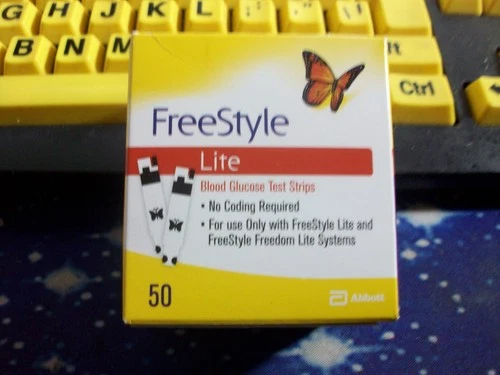 G H J K L : " | \
B N M Alt
Ctrl
FreeStyle
Lite
Blood Glucose Test Strips
• No Coding Required
• For use Only with FreeStyle Lite and
FreeStyle Freedom Lite Systems
50
Abbott